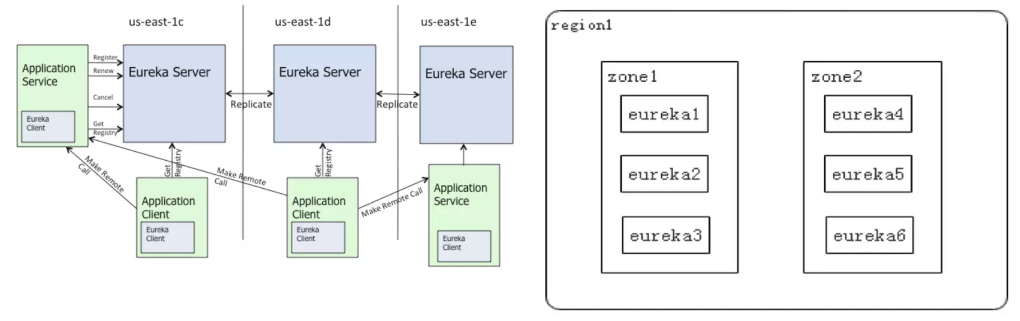 us-east-1c
us-east-1d
us-east-1e
Application
Service
Eureka
Client
Register
Renew
Cancel
Get
Registry
Eureka Server
Eureka Server
Eureka Server
Replicate
Replicate
Make Remote
Call
Get
Registry
Make Remote
Call
Get
Registry
Make Remote Call
Application
Client
Eureka
Client
Application
Client
Eureka
Client
Application
Service
Eureka
Client
region1
zone1
eureka1
eureka2
eureka3
zone2
eureka4
eureka5
eureka6